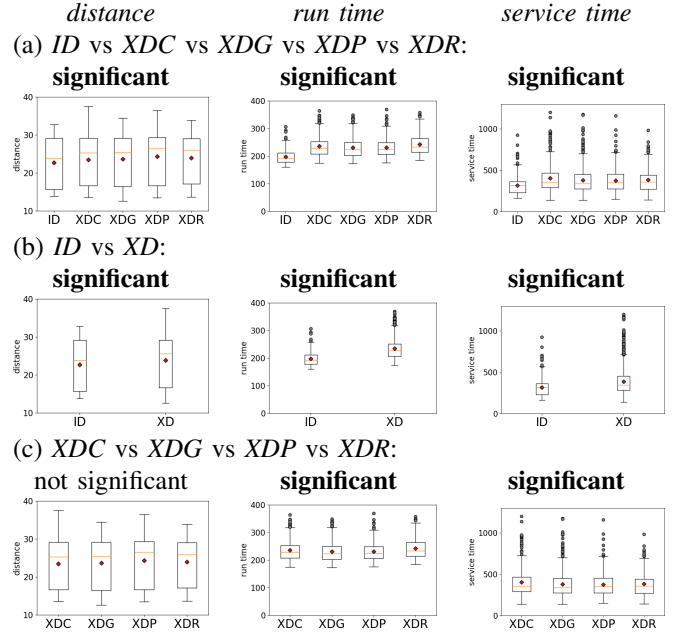 distance run time service time
(a) ID vs XDC vs XDG vs XDP vs XDR:
significant significant significant
40
30
20
10
distance
ID XDC XDG XDP XDR
400
300
200
100
0
run time
ID XDC XDG XDP XDR
1000
500
0
service time
ID XDC XDG XDP XDR
(b) ID vs XD:
significant significant significant
40
30
20
10
distance
ID XD
400
300
200
100
0
run time
ID XD
1000
500
0
service time
ID XD
(c) XDC vs XDG vs XDP vs XDR:
not significant significant significant
40
30
20
10
distance
XDC XDG XDP XDR
400
300
200
100
0
run time
XDC XDG XDP XDR
1000
500
0
service time
XDC XDG XDP XDR